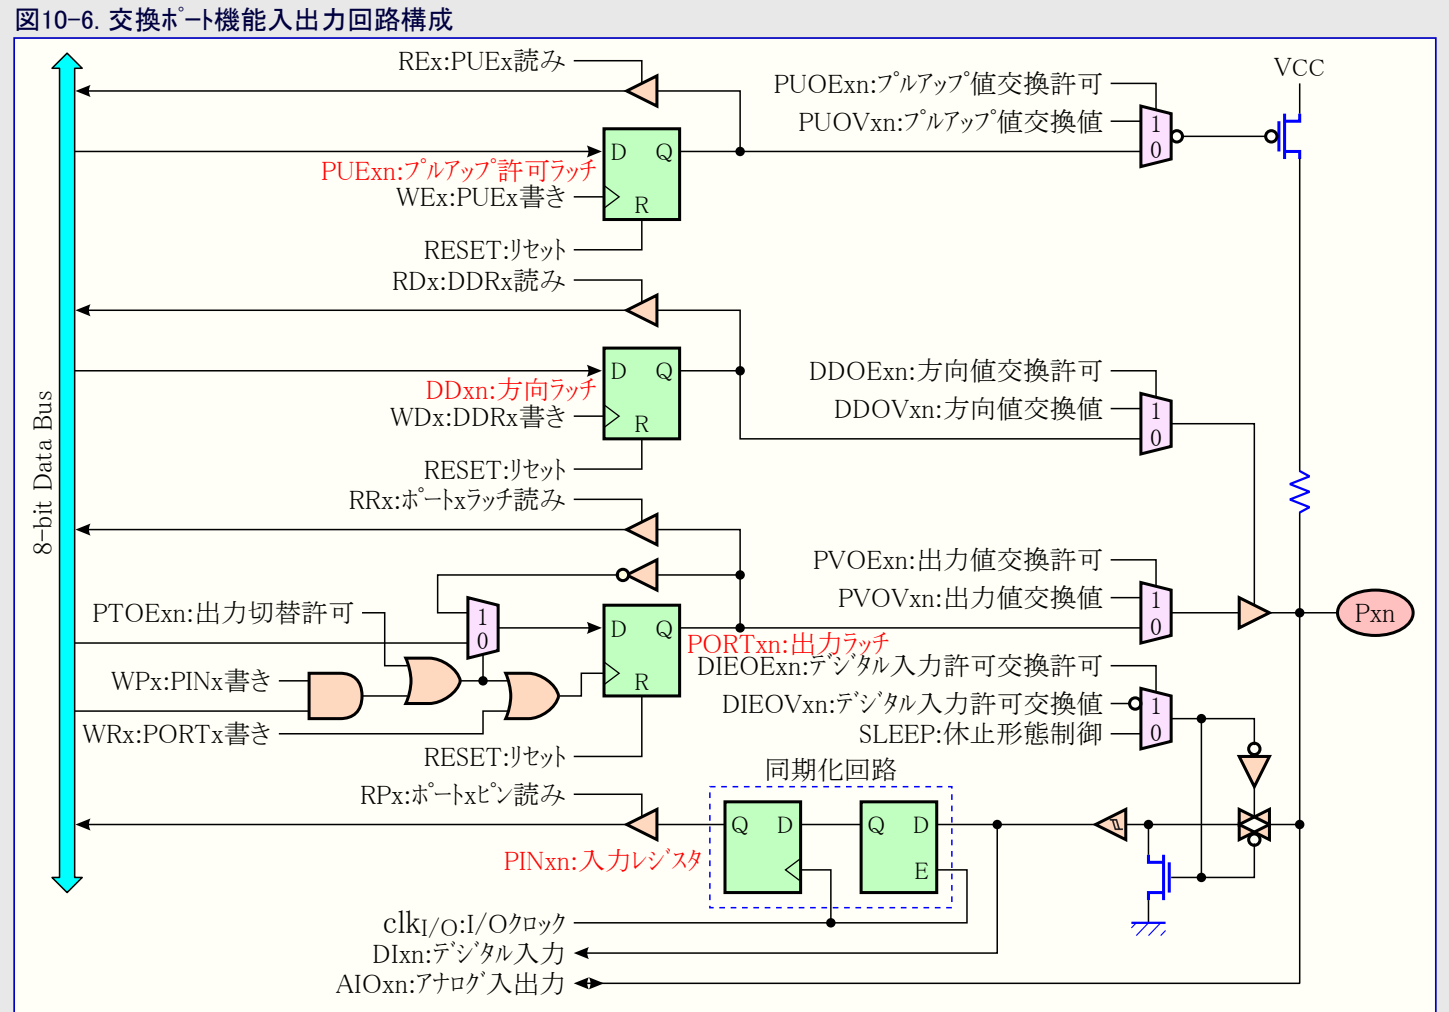 図10-6. 交換ポート機能入出力回路構成
REx:PUEx読み
PUOExn:プルアップ値交換許可
VCC
PUOVxn:プルアップ値交換値
1
0
D Q
PUExn:プルアップ許可ラッチ
WEx:PUEx書き
R
RESET:リセット
RDx:DDRx読み
D Q
DDOExn:方向値交換許可
DDxn:方向ラッチ
DDOVxn:方向値交換値
1
0
WDx:DDRx書き
R
8-bit Data Bus
RESET:リセット
RRx:ポートxラッチ読み
PVOExn:出力値交換許可
PVOVxn:出力値交換値
1
0
PTOExn:出力切替許可
1
0
D Q
Pxn
PORTxn:出力ラッチ
DIEOExn:デジタル入力許可交換許可
WPx:PINx書き
R
DIEOVxn:デジタル入力許可交換値
1
0
WRx:PORTx書き
SLEEP:休止形態制御
RESET:リセット
同期化回路
RPx:ポートxピン読み
Q D
Q D
PINxn:入力レジスタ
E
clkI/O:I/Oクロック
DIxn:デジタル入力
AIOxn:アナログ入出力